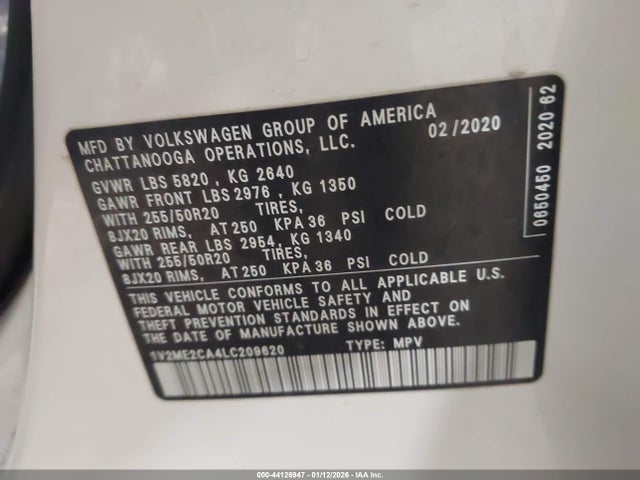 MFD BY VOLKSWAGEN GROUP OF AMERICA
CHATTANOOGA OPERATIONS, LLC. 02/2020
GVWR LBS 5820 , KG 2640
GAWR FRONT LBS 2976 , KG 1350
WITH 255/50R20 TIRES,
8JX20 RIMS, AT 250 KPA 36 PSI COLD
GAWR REAR LBS 2954, KG 1340
WITH 255/50R20 TIRES,
8JX20 RIMS, AT 250 KPA 36 PSI COLD
THIS VEHICLE CONFORMS TO ALL APPLICABLE U.S.
FEDERAL MOTOR VEHICLE SAFETY AND
THEFT PREVENTION STANDARDS IN EFFECT ON
THE DATE OF MANUFACTURE SHOWN ABOVE.
1V2ME2CA4LC209620 TYPE: MPV
0650450 2020 62
000-44126947 - 01/12/2026 - IAA Inc.